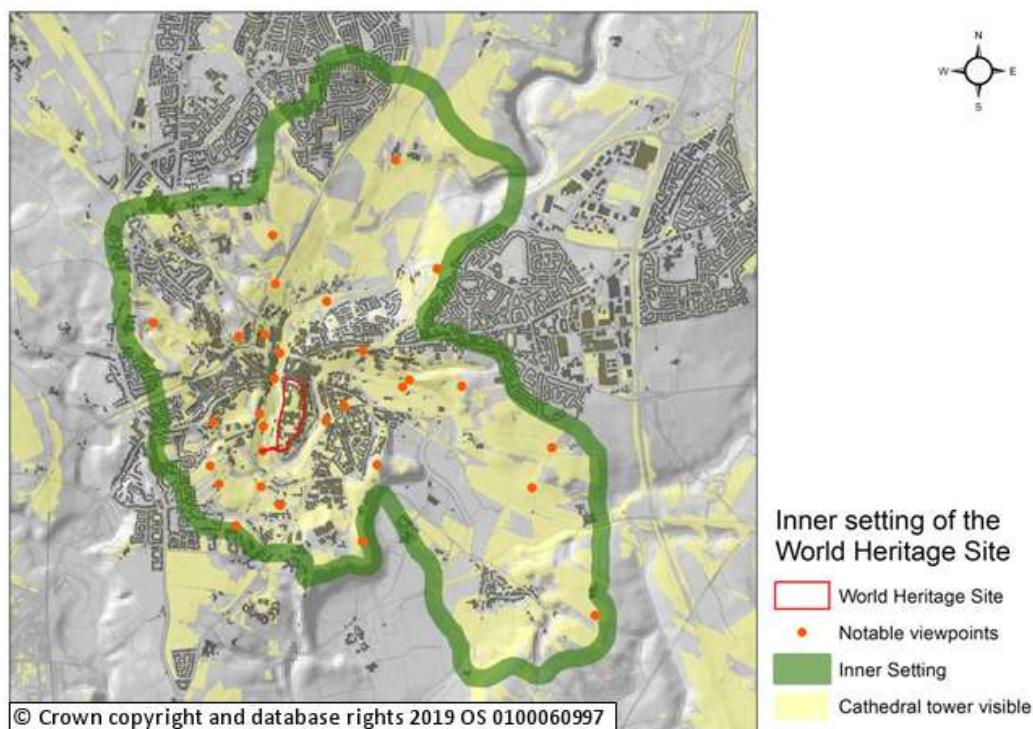 N
W E
S
Inner setting of the
World Heritage Site
World Heritage Site
Notable viewpoints
Inner Setting
Cathedral tower visible
© Crown copyright and database rights 2019 OS 0100060997